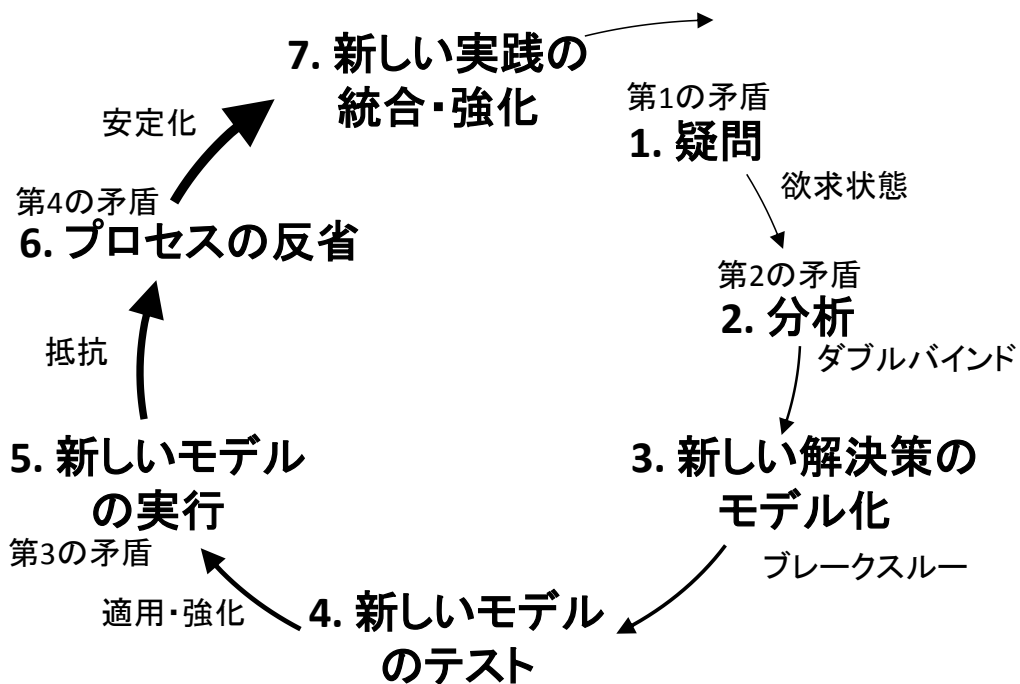 7. 新しい実践の
統合・強化
第1の矛盾
1. 疑問
欲求状態
第2の矛盾
2. 分析
ダブルバインド
3. 新しい解決策の
モデル化
ブレークスルー
4. 新しいモデル
のテスト
適用・強化
5. 新しいモデル
の実行
第3の矛盾
抵抗
第4の矛盾
6. プロセスの反省
安定化